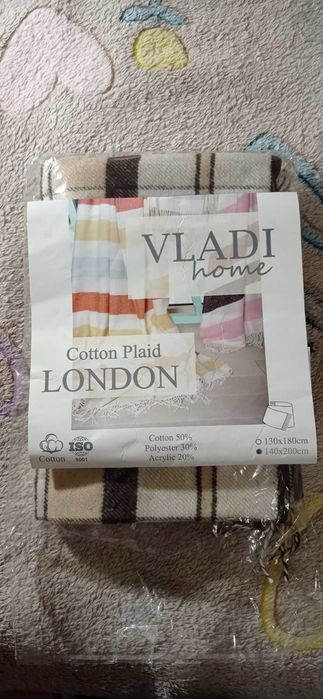 VLADI
home
Cotton Plaid
LONDON
Cotton
ISO
9001
Cotton 50%
Polyester 30%
Acrylic 20%
130x180cm
140x200cm